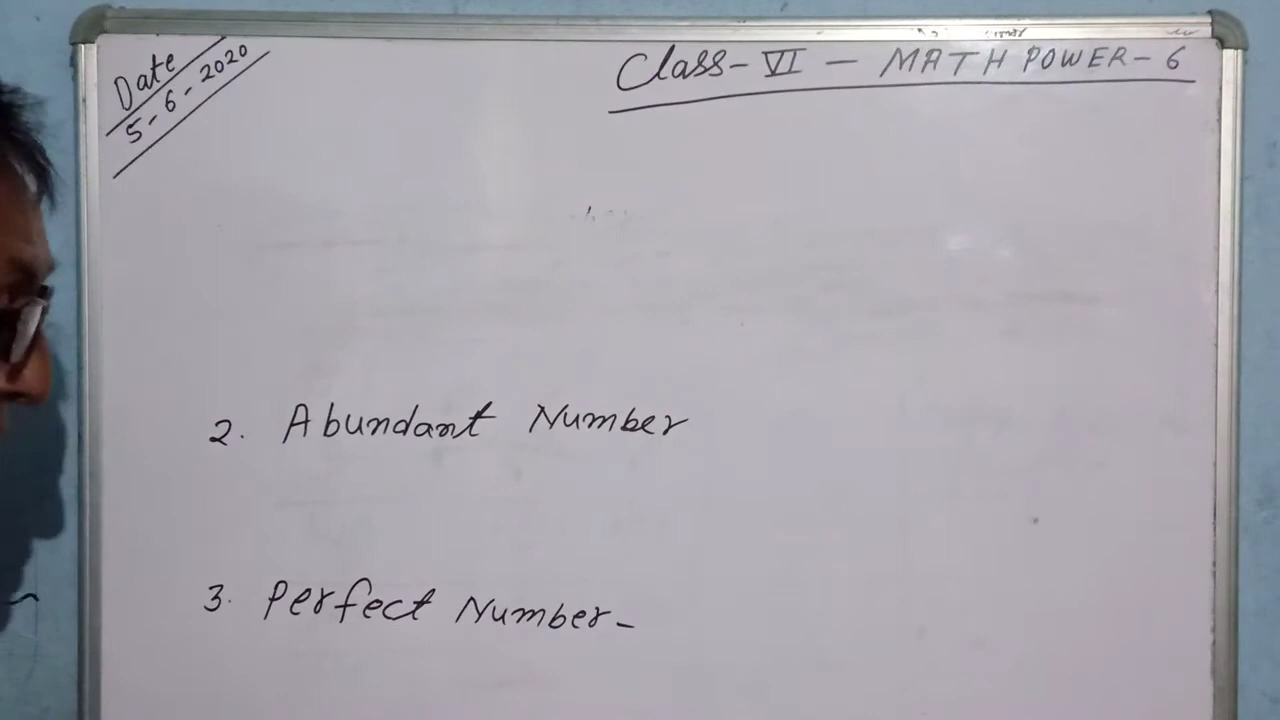 Date
5-6-2020
Class-VI - MATH POWER-6
2. Abundant Number
3. Perfect Number-